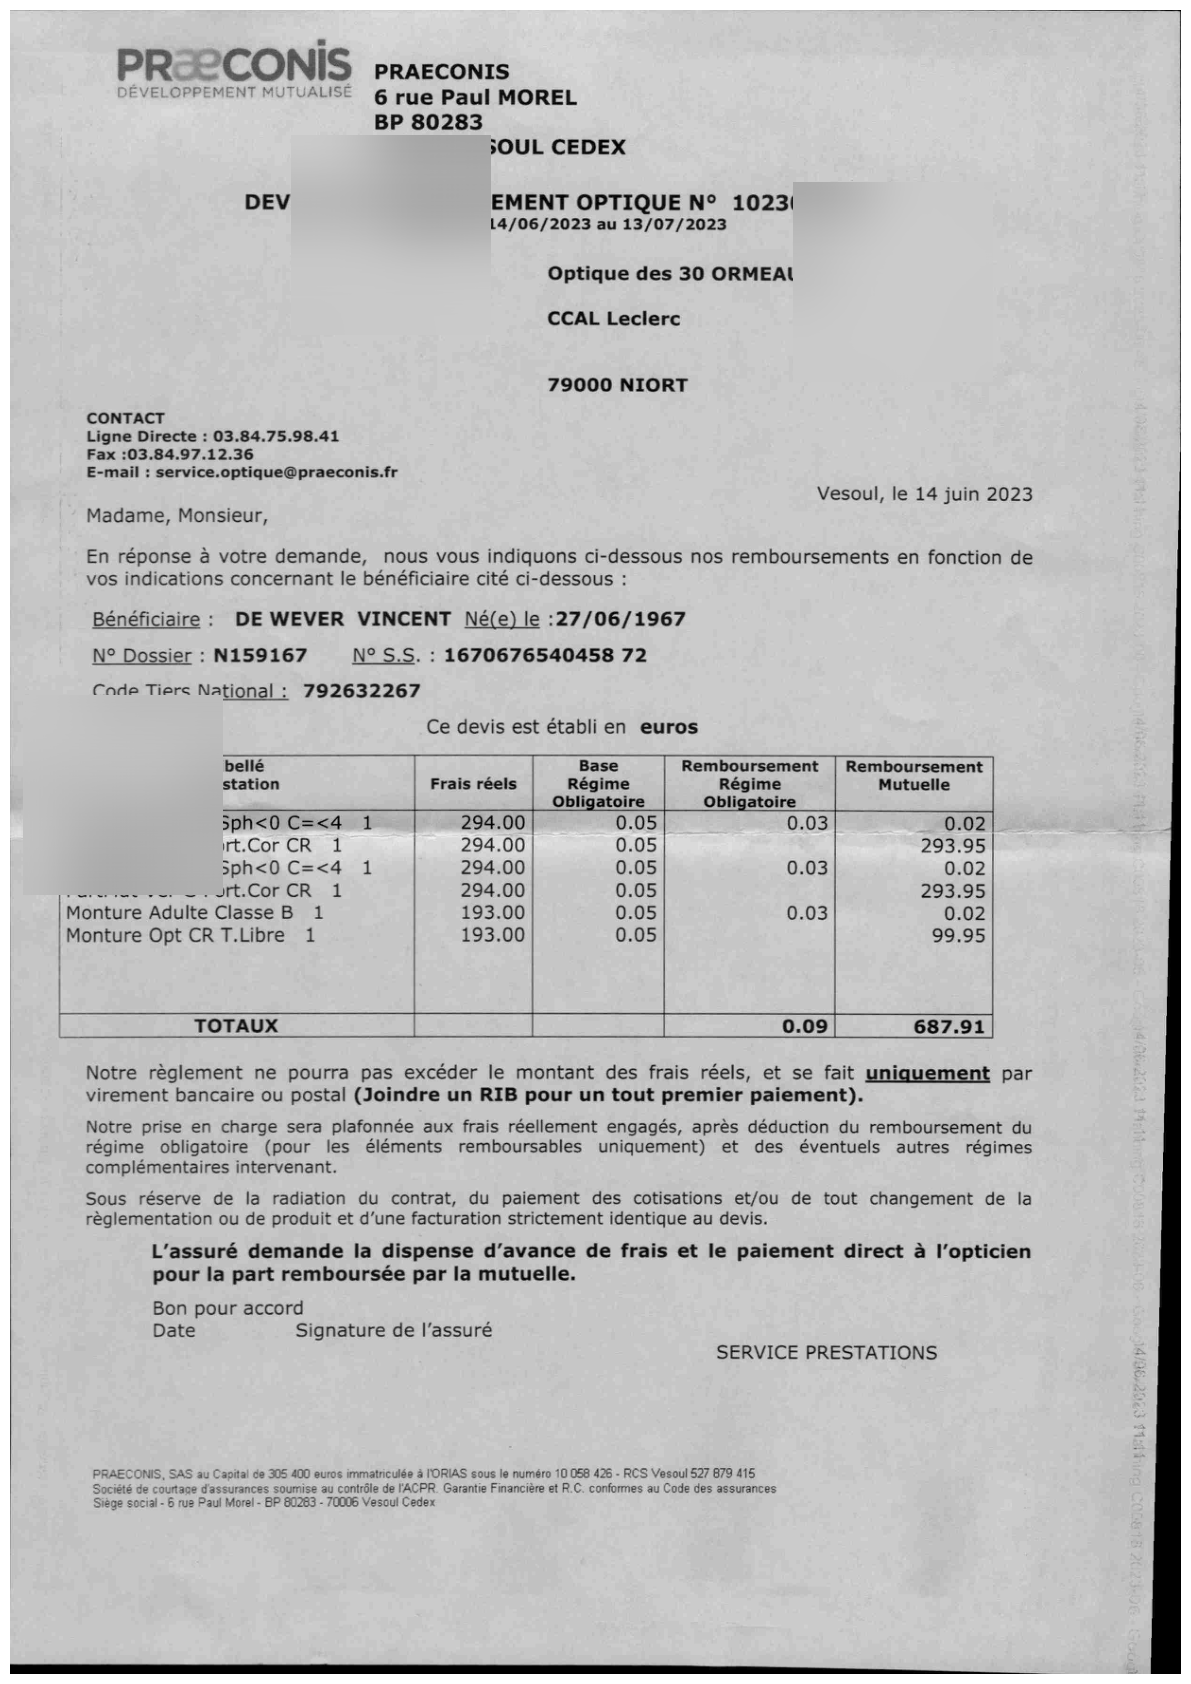 PRÆCONIS
DÉVELOPPEMENT MUTUALISÉ
PRAECONIS
6 rue Paul MOREL
BP 80283
SOUL CEDEX
DEV EMENT OPTIQUE N° 1023
14/06/2023 au 13/07/2023
Optique des 30 ORMEAU
CCAL Leclerc
79000 NIORT
CONTACT
Ligne Directe : 03.84.75.98.41
Fax :03.84.97.12.36
E-mail : service.optique@praeconis.fr
Vesoul, le 14 juin 2023
Madame, Monsieur,
En réponse à votre demande, nous vous indiquons ci-dessous nos remboursements en fonction de
vos indications concernant le bénéficiaire cité ci-dessous :
Bénéficiaire : DE WEVER VINCENT Né(e) le :27/06/1967
N° Dossier : N159167 N° S.S. : 1670676540458 72
Code Tiers National : 792632267
Ce devis est établi en euros
bellé
station
Frais réels
Base
Régime
Obligatoire
Remboursement
Régime
Obligatoire
Remboursement
Mutuelle
Sph<0 C=<4 1 294.00 0.05 0.03 0.02
rt.Cor CR 1 294.00 0.05 293.95
Sph<0 C=<4 1 294.00 0.05 0.03 0.02
ort.Cor CR 1 294.00 0.05 293.95
Monture Adulte Classe B 1 193.00 0.05 0.03 0.02
Monture Opt CR T.Libre 1 193.00 0.05 99.95
TOTAUX 0.09 687.91
Notre règlement ne pourra pas excéder le montant des frais réels, et se fait uniquement par
virement bancaire ou postal (Joindre un RIB pour un tout premier paiement).
Notre prise en charge sera plafonnée aux frais réellement engagés, après déduction du remboursement du
régime obligatoire (pour les éléments remboursables uniquement) et des éventuels autres régimes
complémentaires intervenant.
Sous réserve de la radiation du contrat, du paiement des cotisations et/ou de tout changement de la
règlementation ou de produit et d'une facturation strictement identique au devis.
L'assuré demande la dispense d'avance de frais et le paiement direct à l'opticien
pour la part remboursée par la mutuelle.
Bon pour accord
Date Signature de l'assuré
SERVICE PRESTATIONS
PRAECONIS, SAS au Capital de 305 400 euros immatriculée à l'ORIAS sous le numéro 10 058 426 - RCS Vesoul 527 879 415
Société de courtage d'assurances soumise au contrôle de l'ACPR. Garantie Financière et R.C. conformes au Code des assurances
Siège social - 6 rue Paul Morel - BP 80283 - 70006 Vesoul Cedex